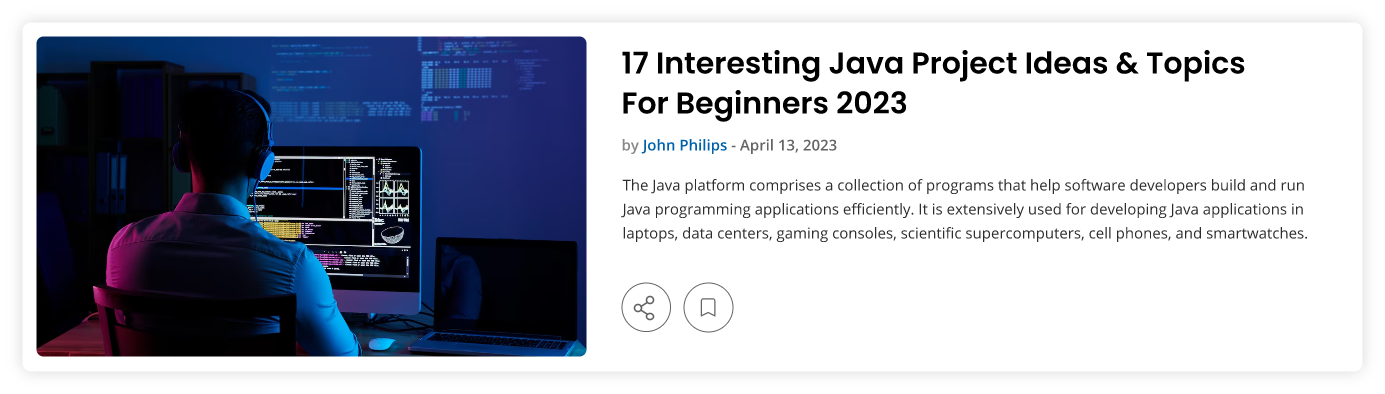 17 Interesting Java Project Ideas & Topics
For Beginners 2023
by John Philips - April 13, 2023
The Java platform comprises a collection of programs that help software developers build and run
Java programming applications efficiently. It is extensively used for developing Java applications in
laptops, data centers, gaming consoles, scientific supercomputers, cell phones, and smartwatches.